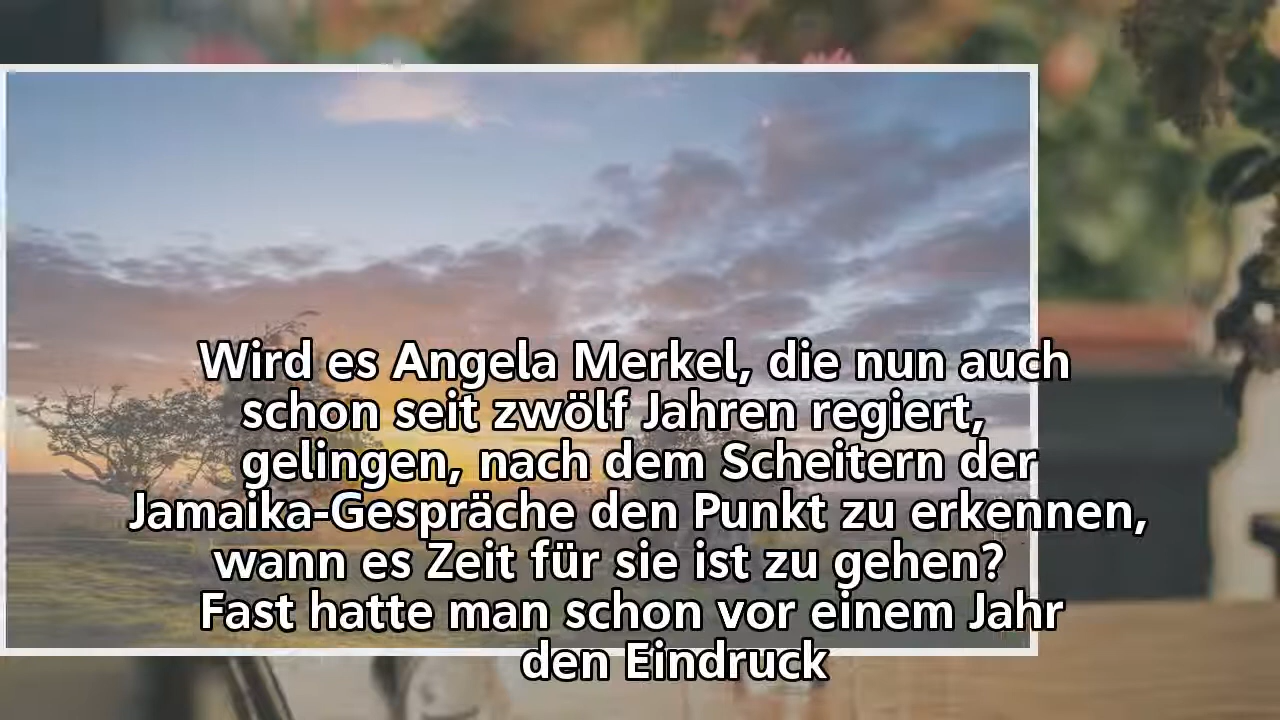 Wird es Angela Merkel, die nun auch
schon seit zwölf Jahren regiert,
gelingen, nach dem Scheitern der
Jamaika-Gespräche den Punkt zu erkennen,
wann es Zeit für sie ist zu gehen?
Fast hatte man schon vor einem Jahr
den Eindruck